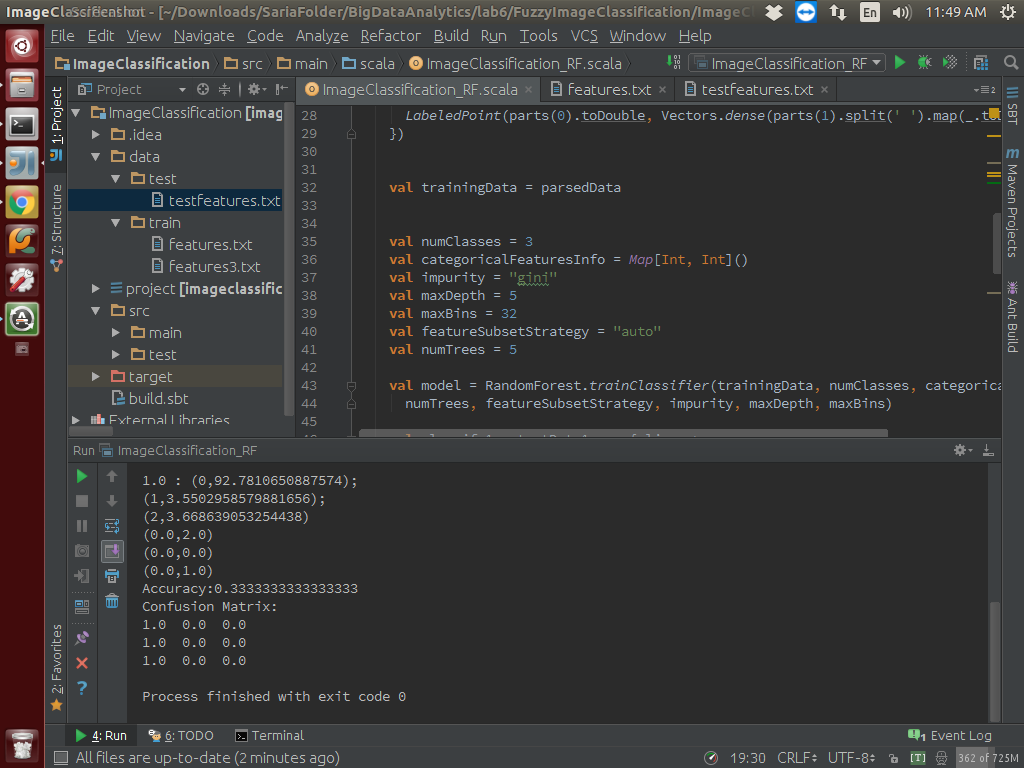 ImageClassification - [~/Downloads/SariaFolder/BigDataAnalytics/lab6/FuzzyImageClassification/ImageCl
En 11:49 AM
File Edit View Navigate Code Analyze Refactor Build Run Tools VCS Window Help
ImageClassification src main scala ImageClassification_RF.scala ImageClassification_RF
1: Project
7: Structure
2: Favorites
Project
ImageClassification [imag
.idea
data
test
testfeatures.txt
train
features.txt
features3.txt
project [imageclassific
src
main
test
target
build.sbt
External Libraries
ImageClassification_RF.scala features.txt testfeatures.txt 2
28 LabeledPoint(parts(0).toDouble, Vectors.dense(parts(1).split(' ').map(_.to
29 })
30
31
32 val trainingData = parsedData
33
34
35 val numClasses = 3
36 val categoricalFeaturesInfo = Map[Int, Int]()
37 val impurity = "gini"
38 val maxDepth = 5
39 val maxBins = 32
40 val featureSubsetStrategy = "auto"
41 val numTrees = 5
42
43 val model = RandomForest.trainClassifier(trainingData, numClasses, categorica
44 numTrees, featureSubsetStrategy, impurity, maxDepth, maxBins)
45
SBT
Maven Projects
Ant Build
Run ImageClassification_RF
1.0 : (0,92.7810650887574);
(1,3.5502958579881656);
(2,3.668639053254438)
(0.0,2.0)
(0.0,0.0)
(0.0,1.0)
Accuracy:0.3333333333333333
Confusion Matrix:
1.0 0.0 0.0
1.0 0.0 0.0
1.0 0.0 0.0
Process finished with exit code 0
4: Run 6: TODO Terminal 1 Event Log
All files are up-to-date (2 minutes ago) 19:30 CRLF UTF-8 [T] 362 of 725M